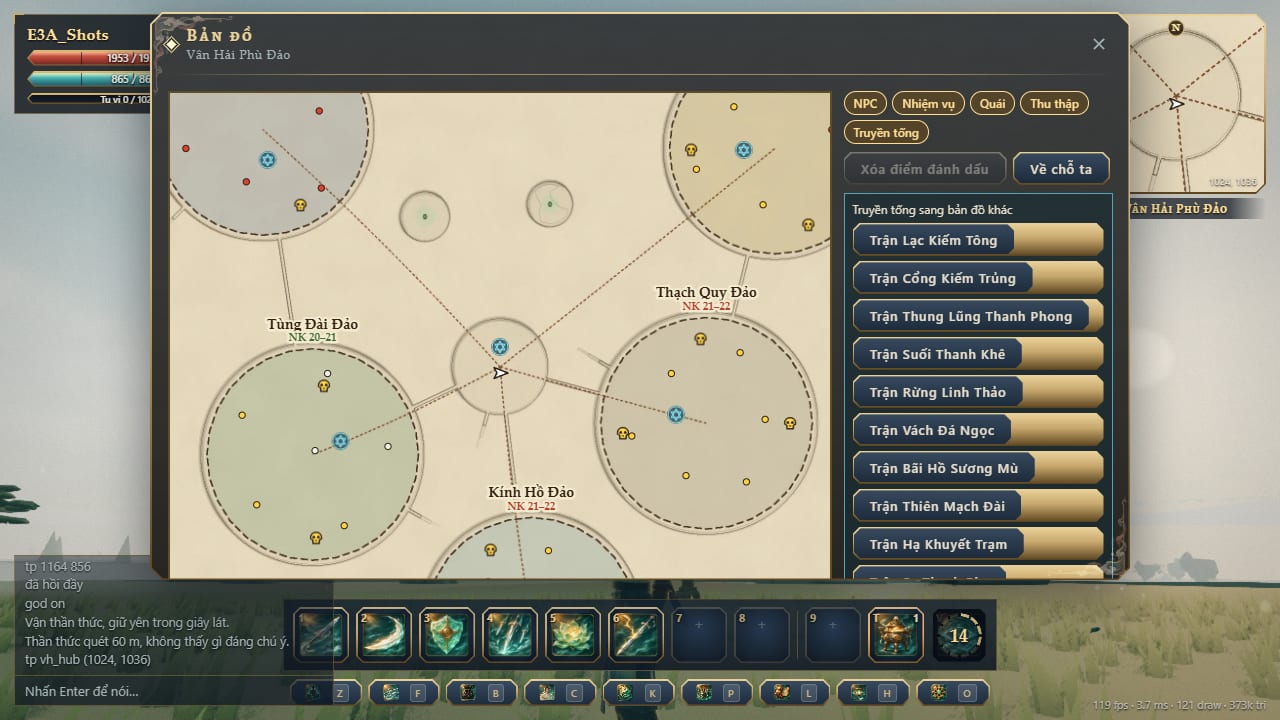 E3A_Shots
1953 / 19
865 / 86
Tu vi 0 / 102
Bản đồ
Vân Hải Phù Đảo
NPC
Nhiệm vụ
Quái
Thu thập
Truyền tống
Xóa điểm đánh dấu
Về chỗ ta
Truyền tống sang bản đồ khác
Trận Lạc Kiếm Tông
Trận Cổng Kiếm Trủng
Trận Thung Lũng Thanh Phong
Trận Suối Thanh Khê
Trận Rừng Linh Thảo
Trận Vách Đá Ngọc
Trận Bãi Hồ Sương Mù
Trận Thiên Mạch Đài
Trận Hạ Khuyết Trạm
Thạch Quy Đảo
NK 21–22
Tùng Đài Đảo
NK 20–21
Kính Hồ Đảo
NK 21–22
N
1024, 1036
Vân Hải Phù Đảo
tp 1164 856
đã hồi đầy
god on
Vận thần thức, giữ yên trong giây lát.
Thần thức quét 60 m, không thấy gì đáng chú ý.
tp vh_hub (1024, 1036)
Nhấn Enter để nói...
1 2 3 4 5 6 7 8 9 T 1
14
Z F B C K P L H O
119 fps · 3.7 ms · 121 draw · 373k tri